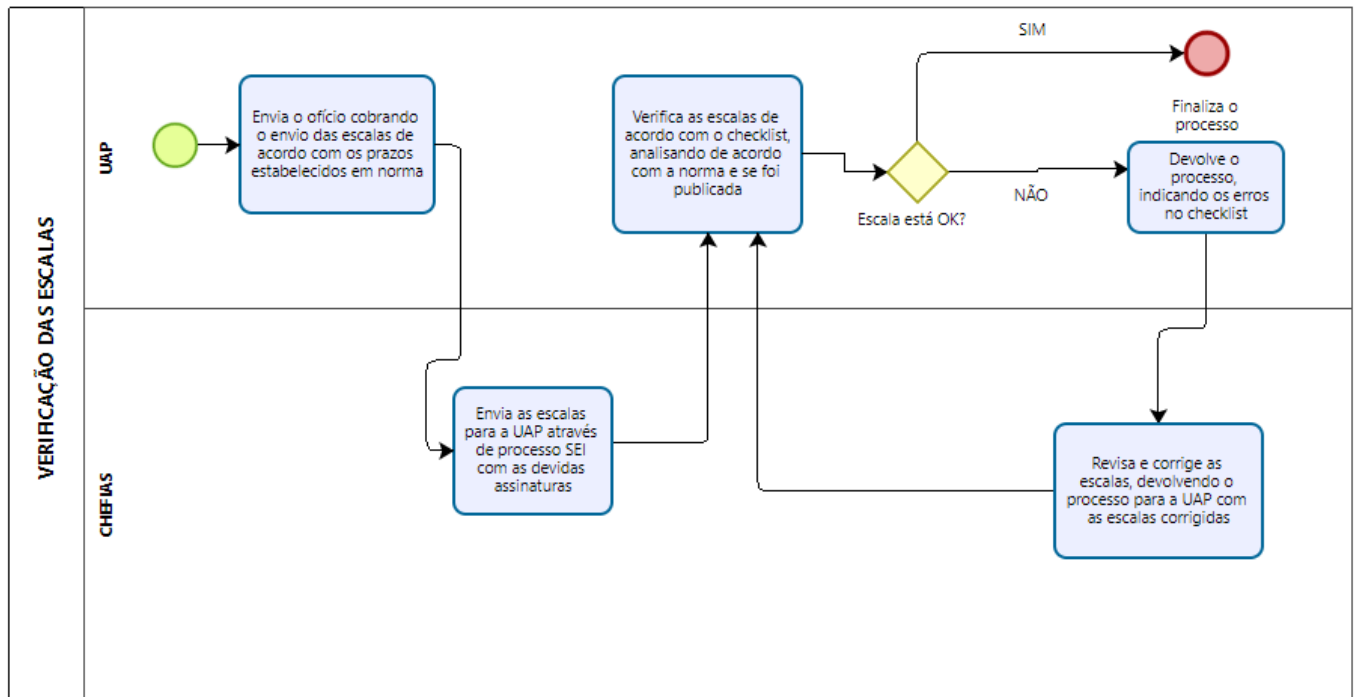 VERIFICAÇÃO DAS ESCALAS
UAP
Envia o ofício cobrando
o envio das escalas de
acordo com os prazos
estabelecidos em norma
Verifica as escalas de
acordo com o checklist,
analisando de acordo
com a norma e se foi
publicada
Escala está OK?
SIM
Finaliza o
processo
NÃO
Devolve o
processo,
indicando os erros
no checklist
CHEFIAS
Envia as escalas
para a UAP através
de processo SEI
com as devidas
assinaturas
Revisa e corrige as
escalas, devolvendo o
processo para a UAP com
as escalas corrigidas